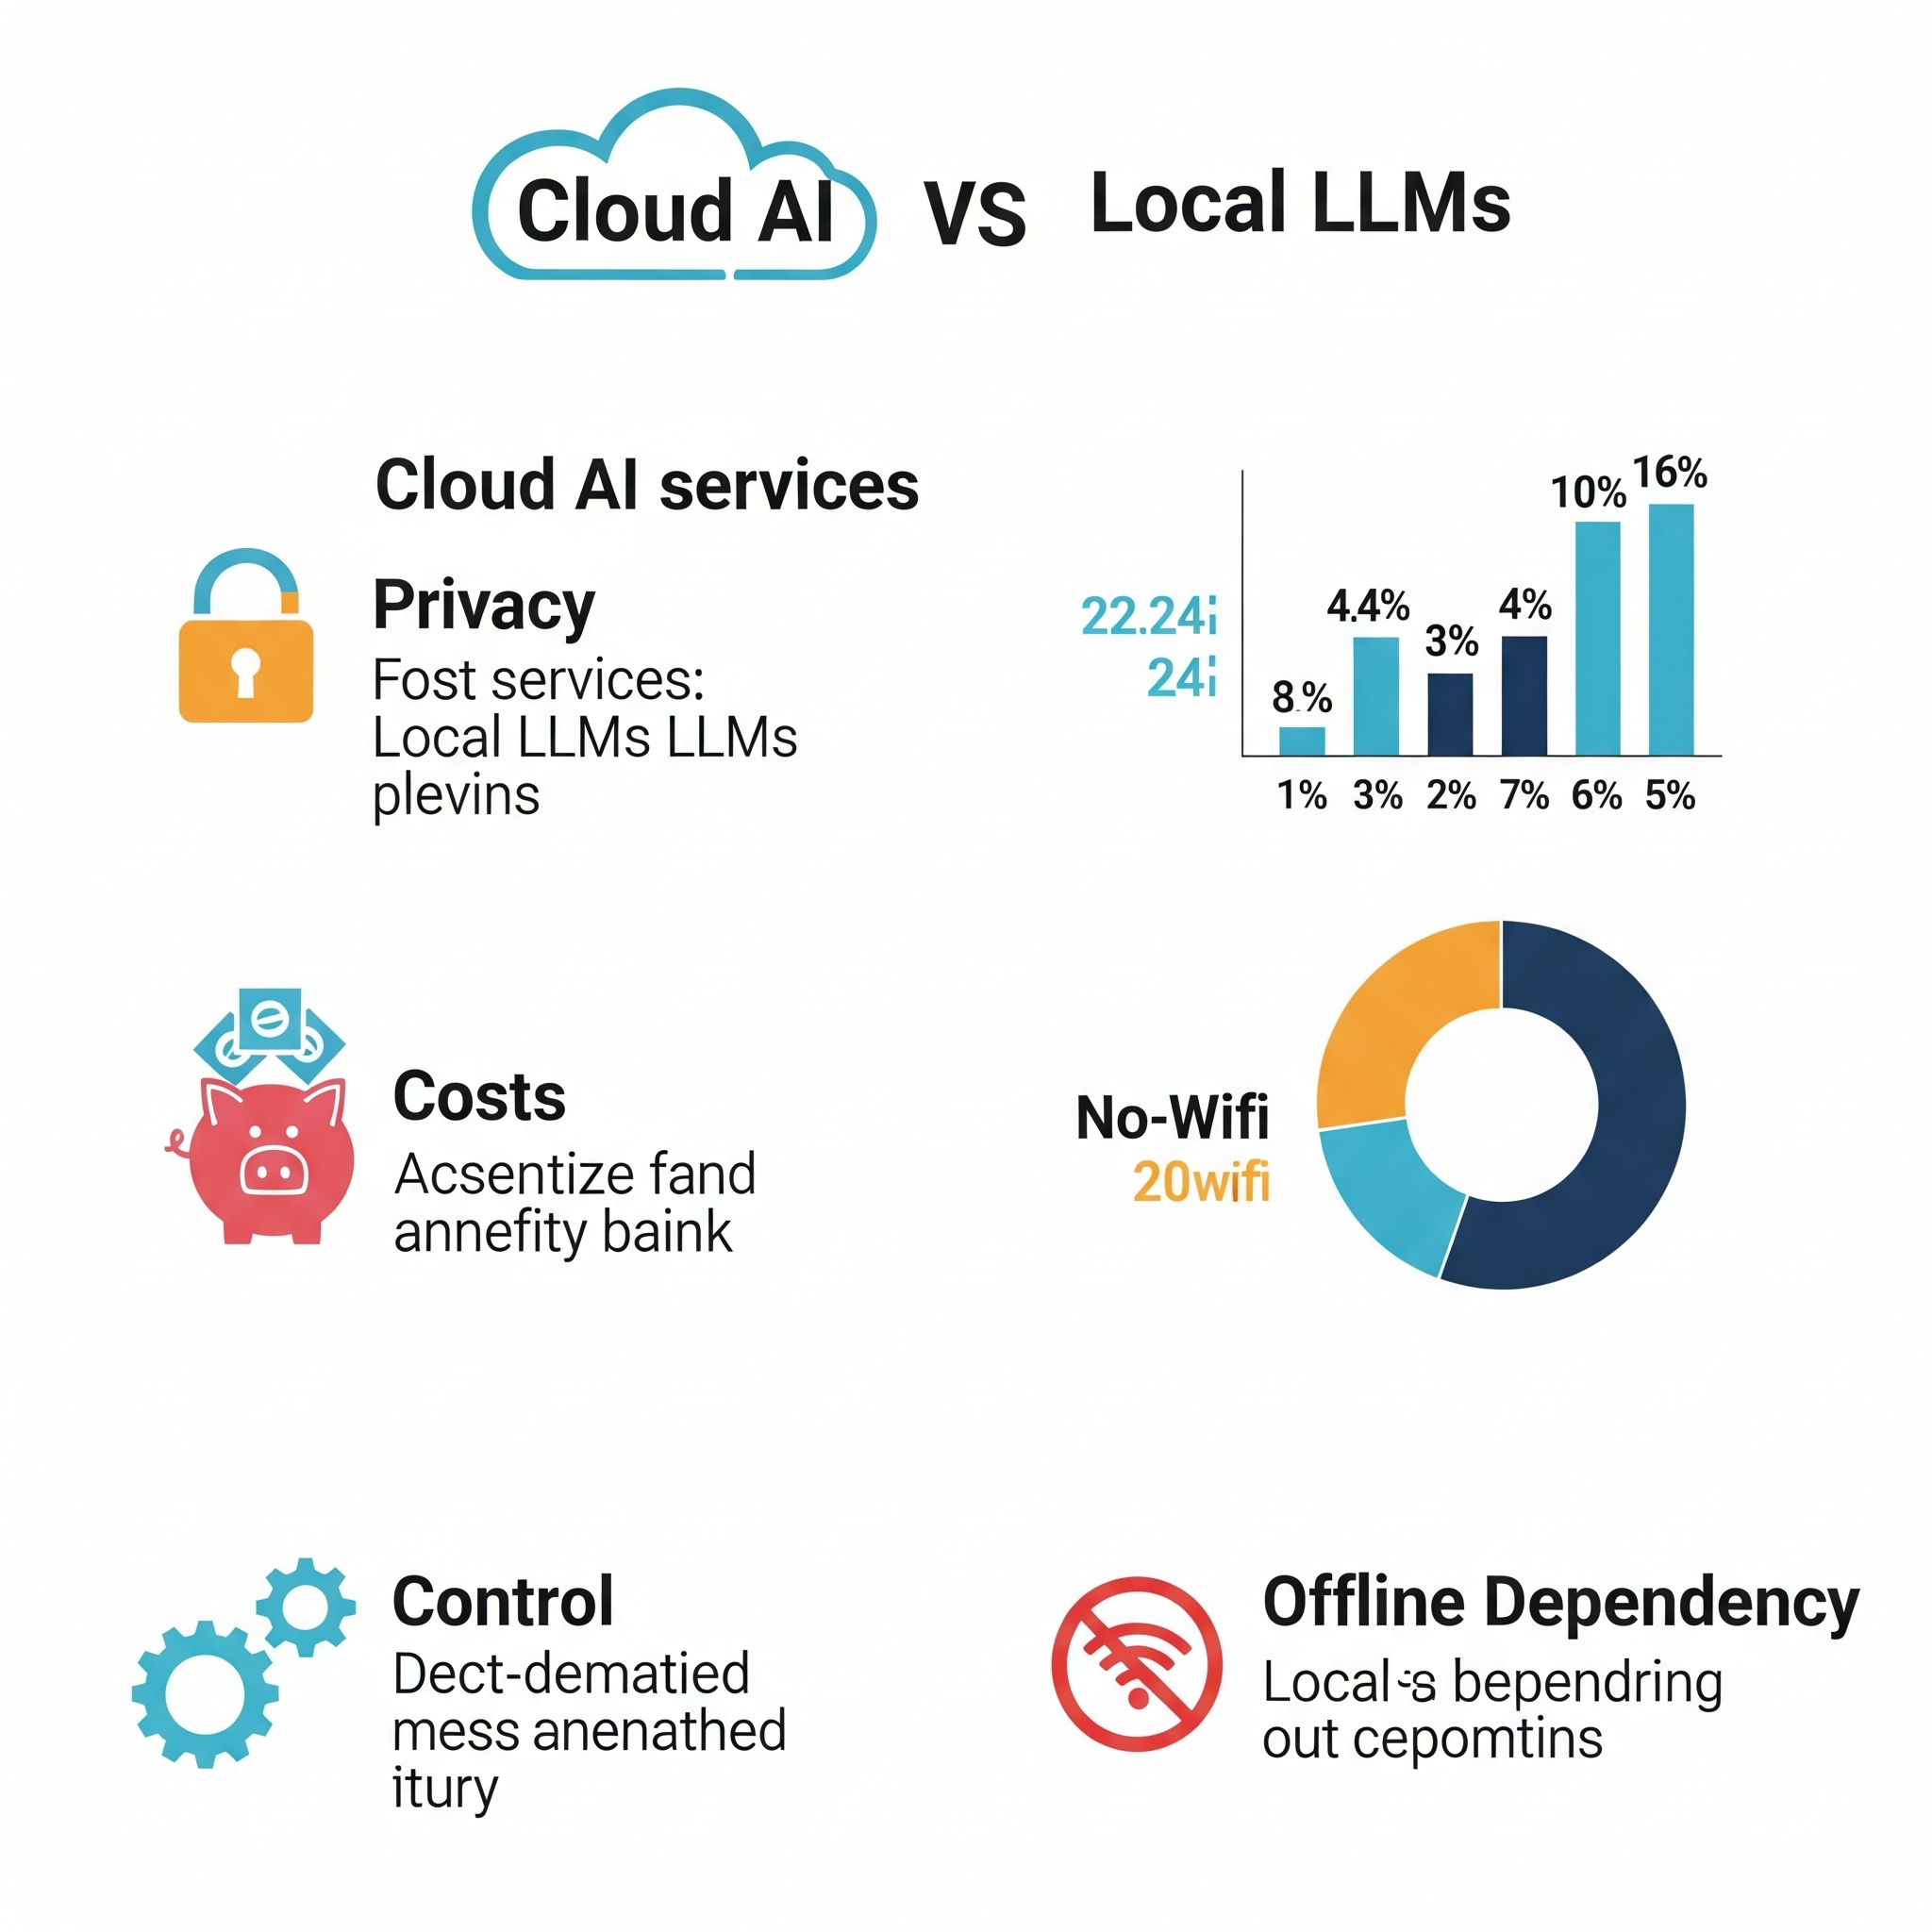 Cloud AI VS Local LLMs
Cloud AI services
Privacy
Fost services:
Local LLMs LLMs
plevins
22.24i
24i
10% 16%
4.4% 4%
3%
8.%
1% 3% 2% 7% 6% 5%
Costs
Acsentize fand
annefity baink
No-Wifi
20wifi
Control
Dect-dematied
mess anenathed
itury
Offline Dependency
Local-s bependring
out cepomtins